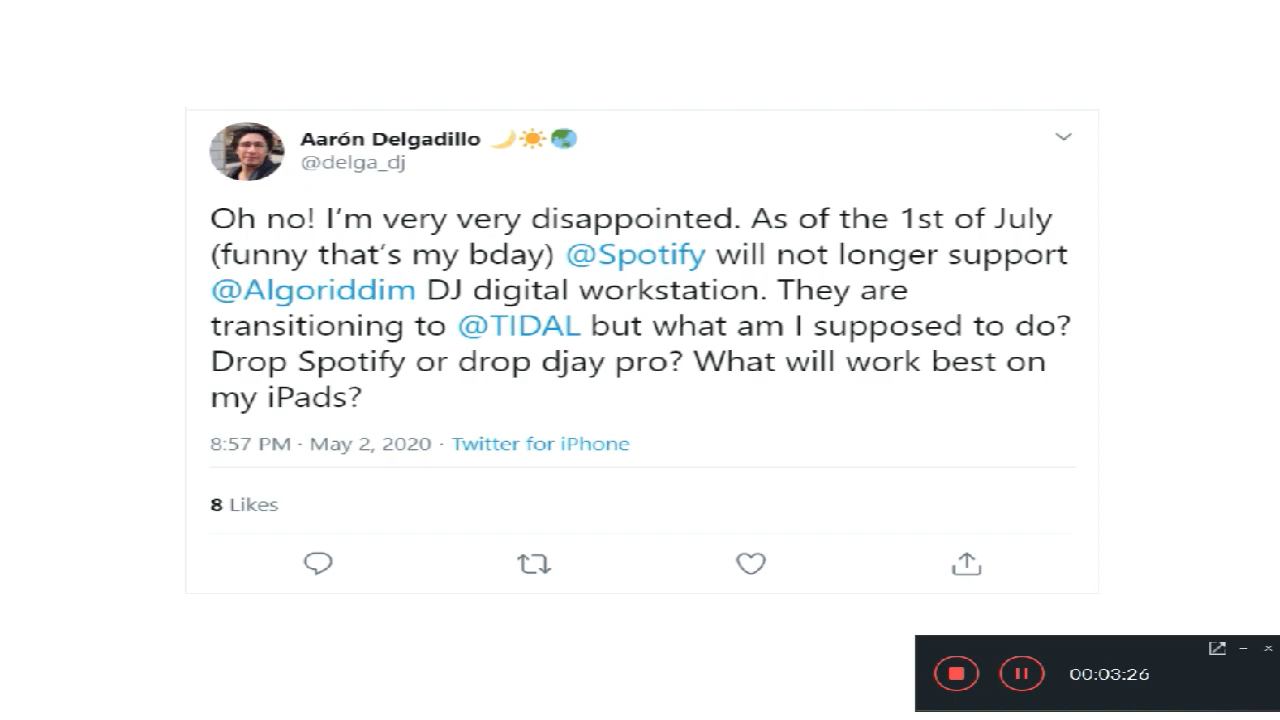 Aarón Delgadillo 🌙☀️🌏
@delga_dj
Oh no! I'm very very disappointed. As of the 1st of July
(funny that's my bday) @Spotify will not longer support
@Algoriddim DJ digital workstation. They are
transitioning to @TIDAL but what am I supposed to do?
Drop Spotify or drop djay pro? What will work best on
my iPads?
8:57 PM · May 2, 2020 · Twitter for iPhone
8 Likes
00:03:26